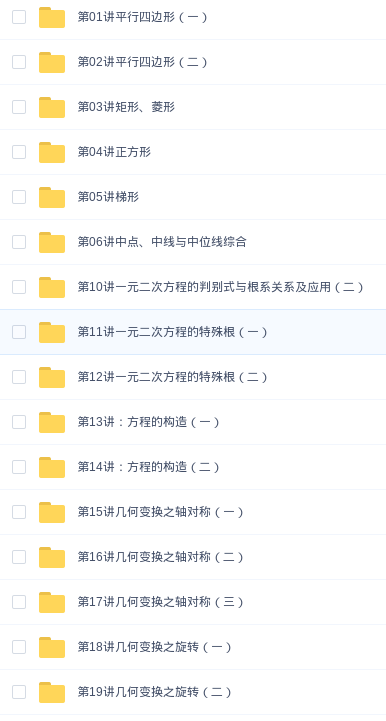 第01讲平行四边形（一）
第02讲平行四边形（二）
第03讲矩形、菱形
第04讲正方形
第05讲梯形
第06讲中点、中线与中位线综合
第10讲一元二次方程的判别式与根系关系及应用（二）
第11讲一元二次方程的特殊根（一）
第12讲一元二次方程的特殊根（二）
第13讲：方程的构造（一）
第14讲：方程的构造（二）
第15讲几何变换之轴对称（一）
第16讲几何变换之轴对称（二）
第17讲几何变换之轴对称（三）
第18讲几何变换之旋转（一）
第19讲几何变换之旋转（二）